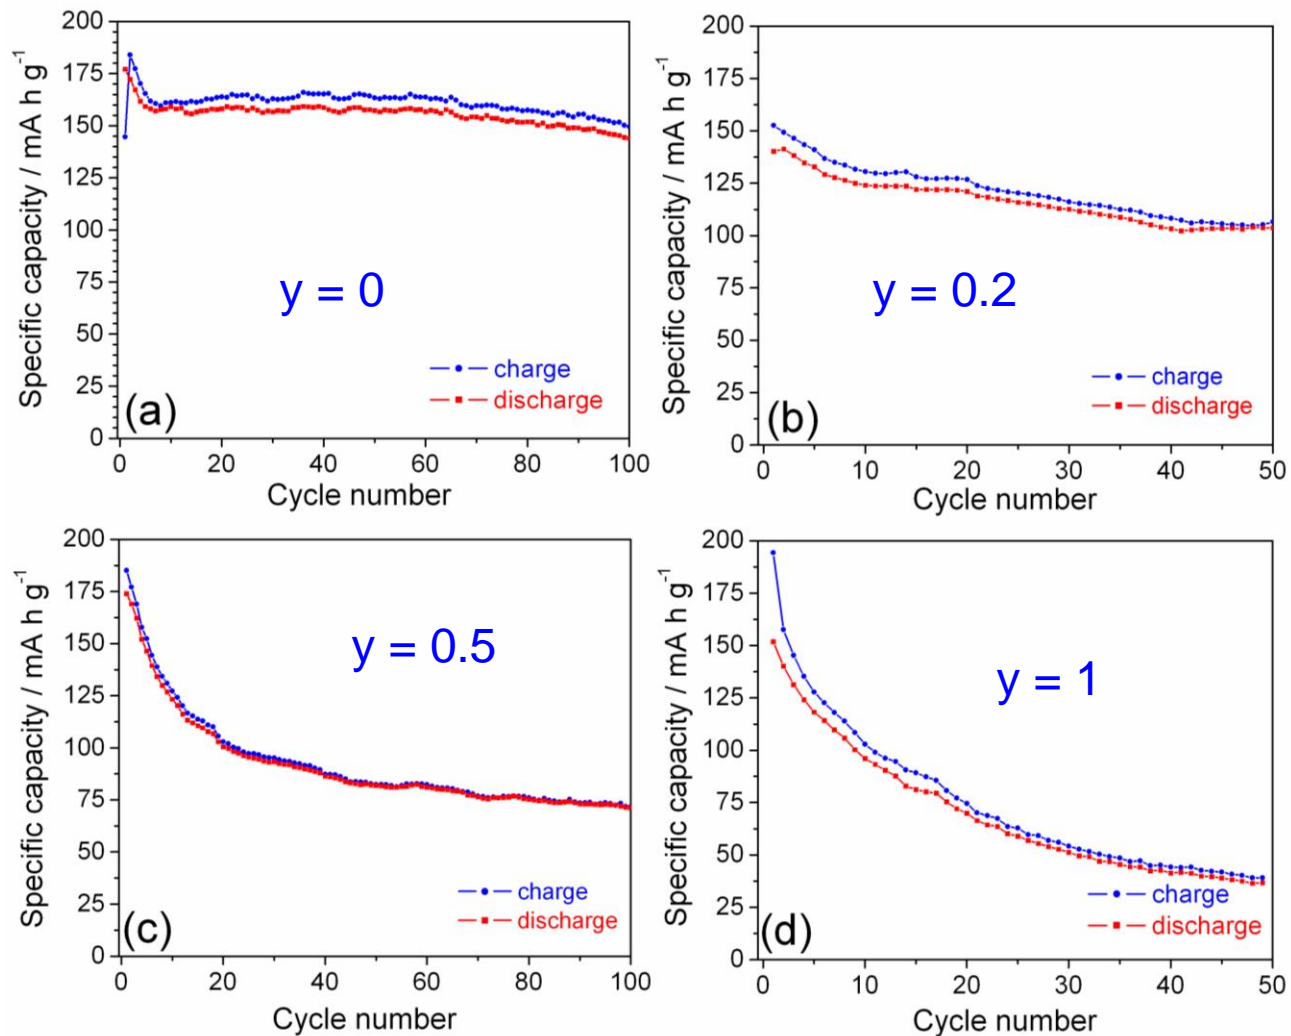 Specific capacity / mA h g⁻¹
200
175
150
125
100
75
50
25
0
y = 0
charge
discharge
(a)
0 20 40 60 80 100
Cycle number
Specific capacity / mA h g⁻¹
200
150
125
100
75
50
25
0
y = 0.2
charge
discharge
(b)
0 10 20 30 40 50
Cycle number
Specific capacity / mA h g⁻¹
200
175
150
125
100
75
50
25
0
y = 0.5
charge
discharge
(c)
0 20 40 60 80 100
Cycle number
Specific capacity / mA h g⁻¹
200
150
125
100
75
50
25
0
y = 1
charge
discharge
(d)
0 10 20 30 40 50
Cycle number